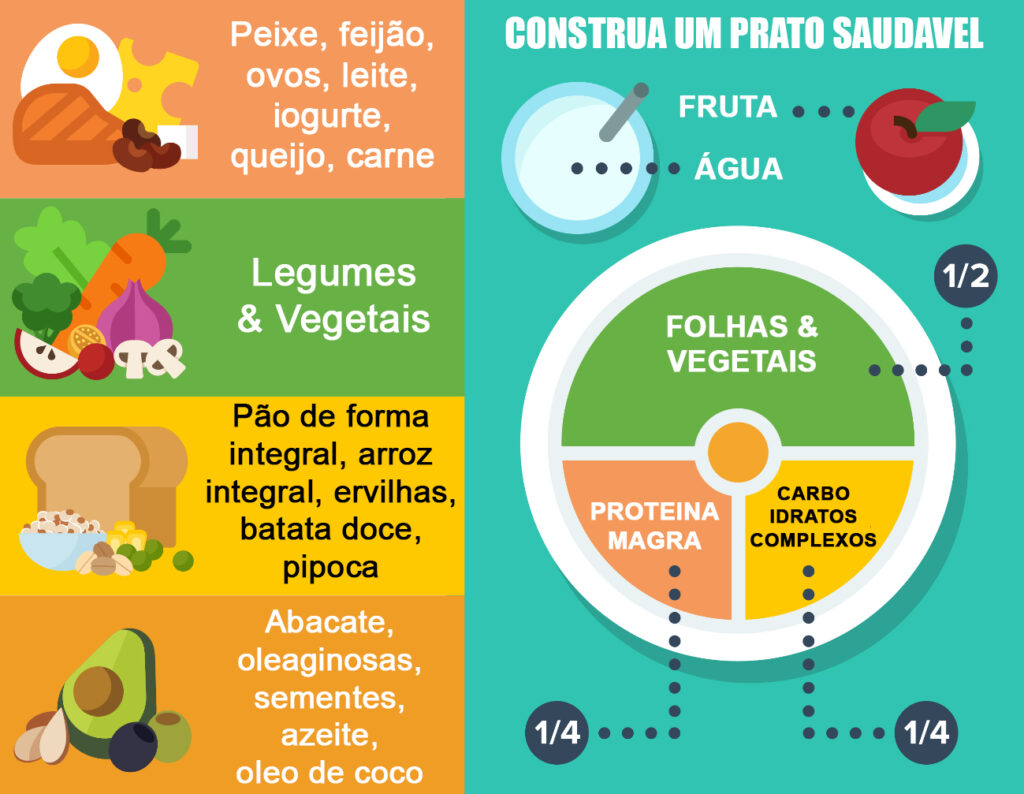 Peixe, feijão,
ovos, leite,
iogurte,
queijo, carne
Legumes
& Vegetais
Pão de forma
integral, arroz
integral, ervilhas,
batata doce,
pipoca
Abacate,
oleaginosas,
sementes,
azeite,
oleo de coco
CONSTRUA UM PRATO SAUDAVEL
FRUTA
ÁGUA
1/2
FOLHAS &
VEGETAIS
PROTEINA
MAGRA
CARBO
IDRATOS
COMPLEXOS
1/4
1/4